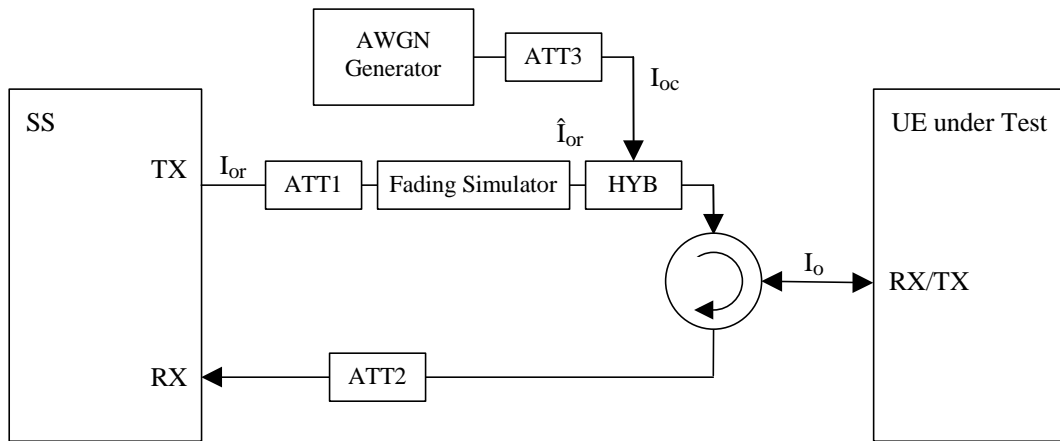 AWGN
Generator
ATT3
I_oc
SS
UE under Test
Î_or
TX
I_or
ATT1
Fading Simulator
HYB
I_o
RX/TX
RX
ATT2